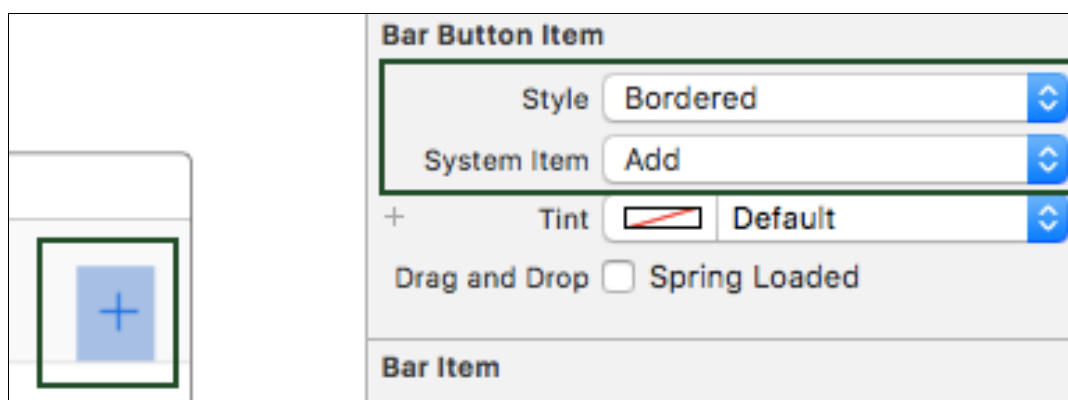 Bar Button Item
Style Bordered
System Item Add
+ Tint Default
Drag and Drop Spring Loaded
+
Bar Item